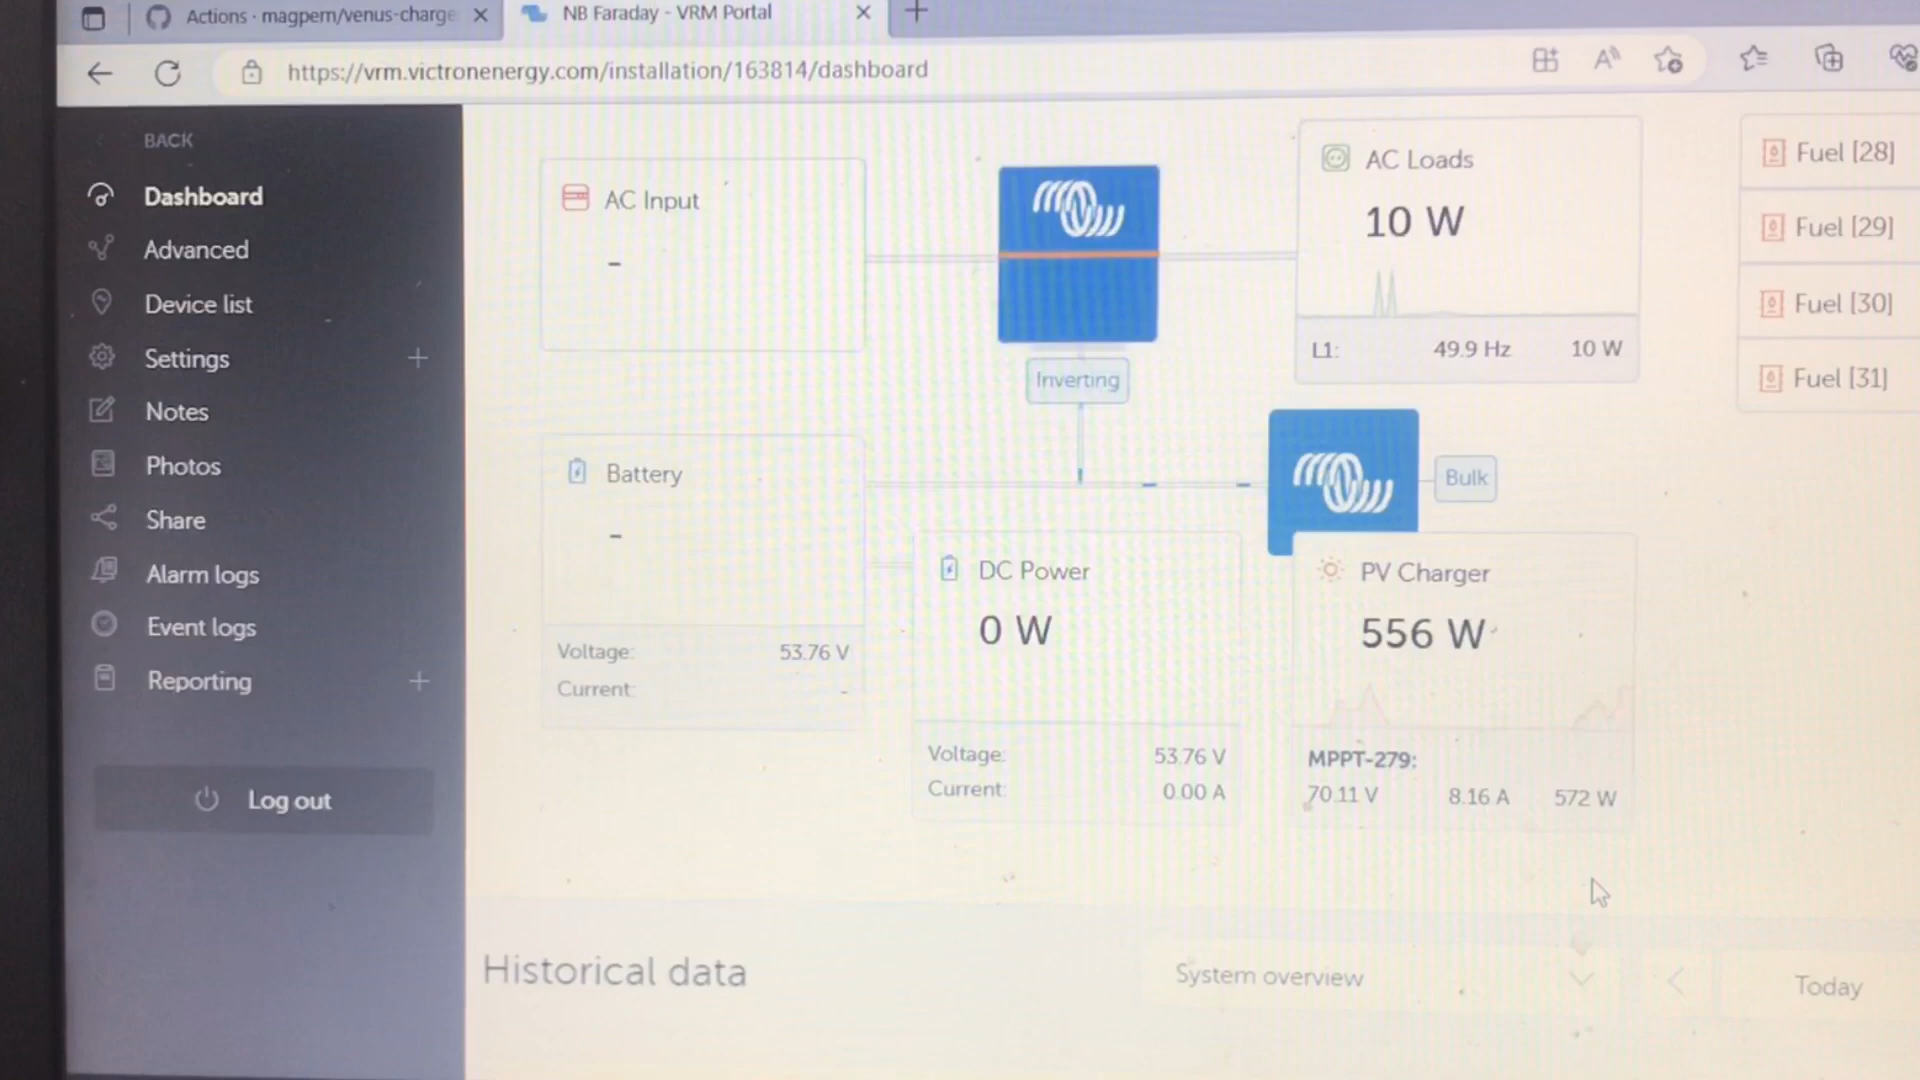 Actions · magpern/venus-charge
NB Faraday - VRM Portal
https://vrm.victronenergy.com/installation/163814/dashboard
BACK
Dashboard
Advanced
Device list
Settings
Notes
Photos
Share
Alarm logs
Event logs
Reporting
Log out
AC Input
-
Inverting
AC Loads
10 W
L1: 49.9 Hz 10 W
Fuel [28]
Fuel [29]
Fuel [30]
Fuel [31]
Battery
-
Voltage: 53.76 V
Current: -
Bulk
DC Power
0 W
Voltage: 53.76 V
Current: 0.00 A
PV Charger
556 W
MPPT-279:
70.11 V 8.16 A 572 W
Historical data
System overview
Today